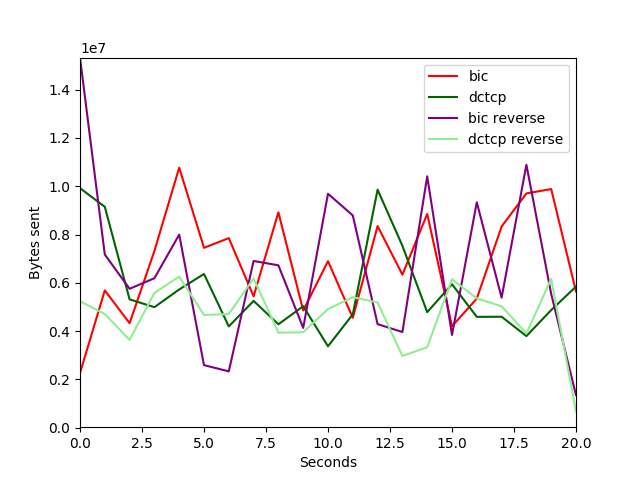 1e7
1.4
1.2
1.0
0.8
0.6
0.4
0.2
0.0
Bytes sent
0.0 2.5 5.0 7.5 10.0 12.5 15.0 17.5 20.0
Seconds
bic
dctcp
bic reverse
dctcp reverse